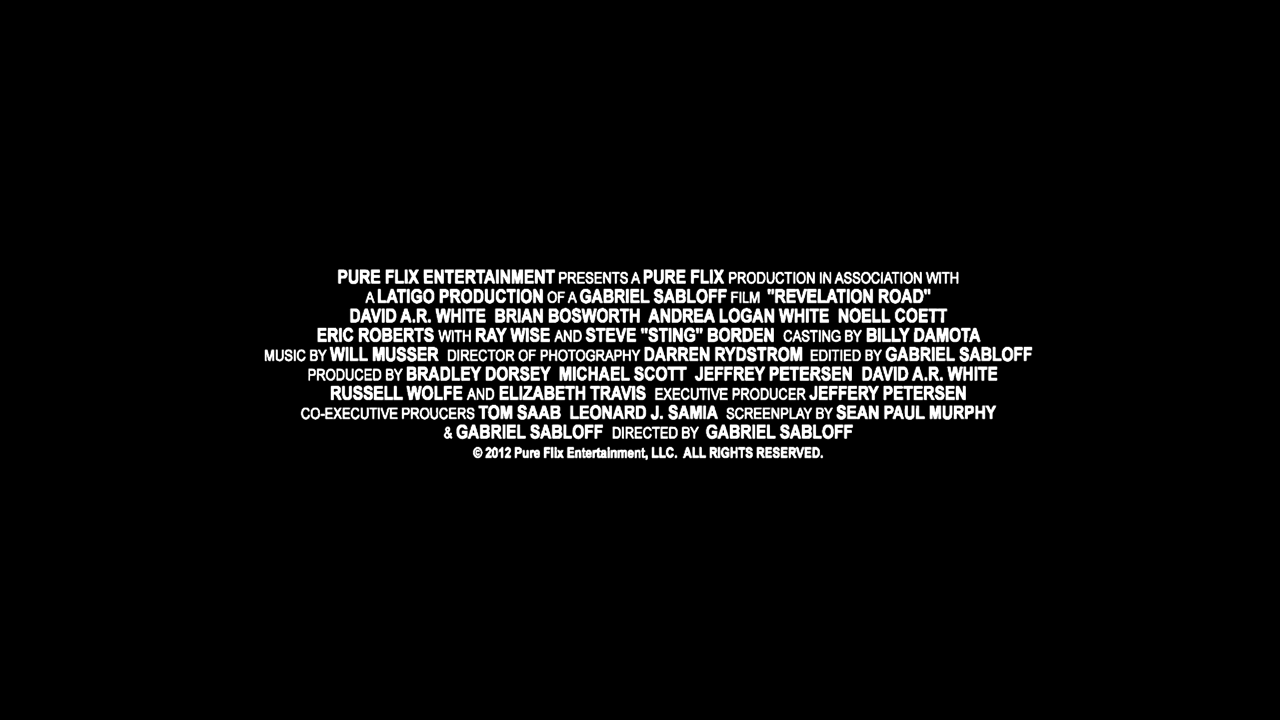 PURE FLIX ENTERTAINMENT PRESENTS A PURE FLIX PRODUCTION IN ASSOCIATION WITH
A LATIGO PRODUCTION OF A GABRIEL SABLOFF FILM "REVELATION ROAD"
DAVID A.R. WHITE BRIAN BOSWORTH ANDREA LOGAN WHITE NOELL COETT
ERIC ROBERTS WITH RAY WISE AND STEVE "STING" BORDEN CASTING BY BILLY DAMOTA
MUSIC BY WILL MUSSER DIRECTOR OF PHOTOGRAPHY DARREN RYDSTROM EDITIED BY GABRIEL SABLOFF
PRODUCED BY BRADLEY DORSEY MICHAEL SCOTT JEFFREY PETERSEN DAVID A.R. WHITE
RUSSELL WOLFE AND ELIZABETH TRAVIS EXECUTIVE PRODUCER JEFFERY PETERSEN
CO-EXECUTIVE PROUCERS TOM SAAB LEONARD J. SAMIA SCREENPLAY BY SEAN PAUL MURPHY
& GABRIEL SABLOFF DIRECTED BY GABRIEL SABLOFF
© 2012 Pure Flix Entertainment, LLC. ALL RIGHTS RESERVED.